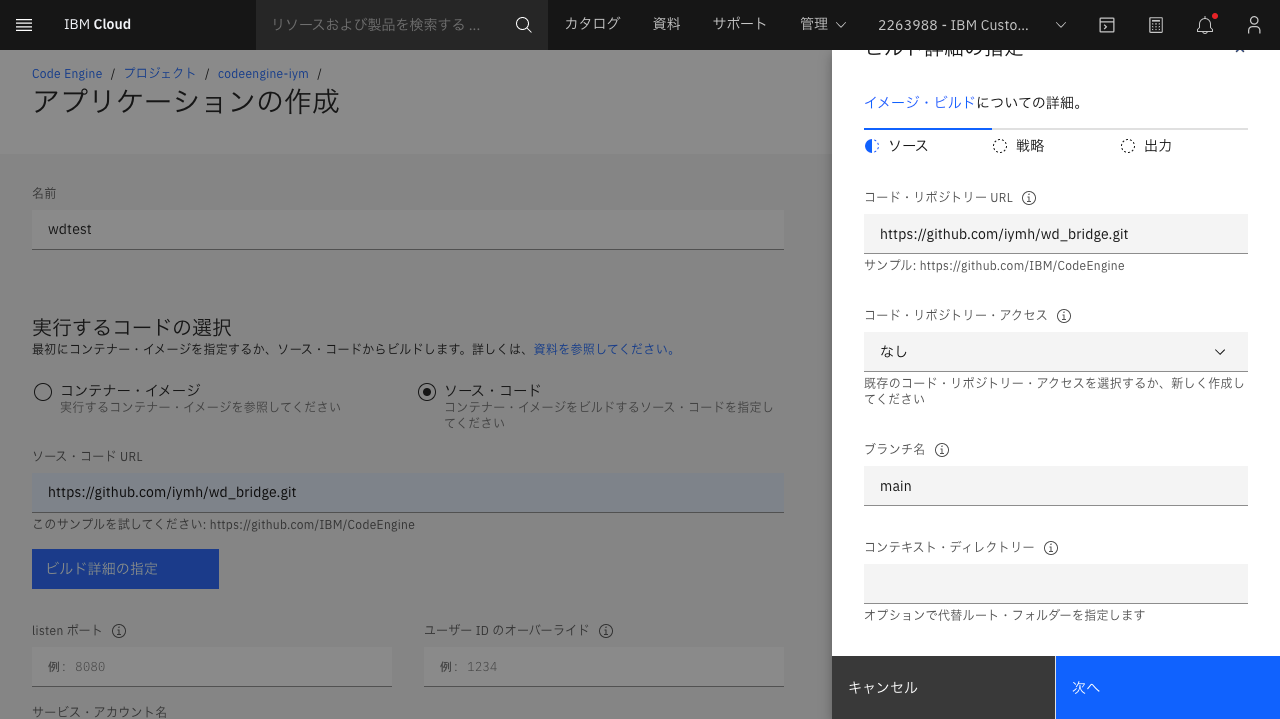 IBM Cloud
リソースおよび製品を検索する ...
カタログ
資料
サポート
管理
2263988 - IBM Custo...
Code Engine / プロジェクト / codeengine-iym /
アプリケーションの作成
名前
wdtest
実行するコードの選択
最初にコンテナー・イメージを指定するか、ソース・コードからビルドします。詳しくは、資料を参照してください。
コンテナー・イメージ
実行するコンテナー・イメージを参照してください
ソース・コード
コンテナー・イメージをビルドするソース・コードを指定し
てください
ソース・コード URL
https://github.com/iymh/wd_bridge.git
このサンプルを試してください: https://github.com/IBM/CodeEngine
ビルド詳細の指定
listen ポート
例: 8080
ユーザー ID のオーバーライド
例: 1234
サービス・アカウント名
ビルド詳細の指定
イメージ・ビルドについての詳細。
ソース
戦略
出力
コード・リポジトリー URL
https://github.com/iymh/wd_bridge.git
サンプル: https://github.com/IBM/CodeEngine
コード・リポジトリー・アクセス
なし
既存のコード・リポジトリー・アクセスを選択するか、新しく作成し
てください
ブランチ名
main
コンテキスト・ディレクトリー
オプションで代替ルート・フォルダーを指定します
キャンセル
次へ